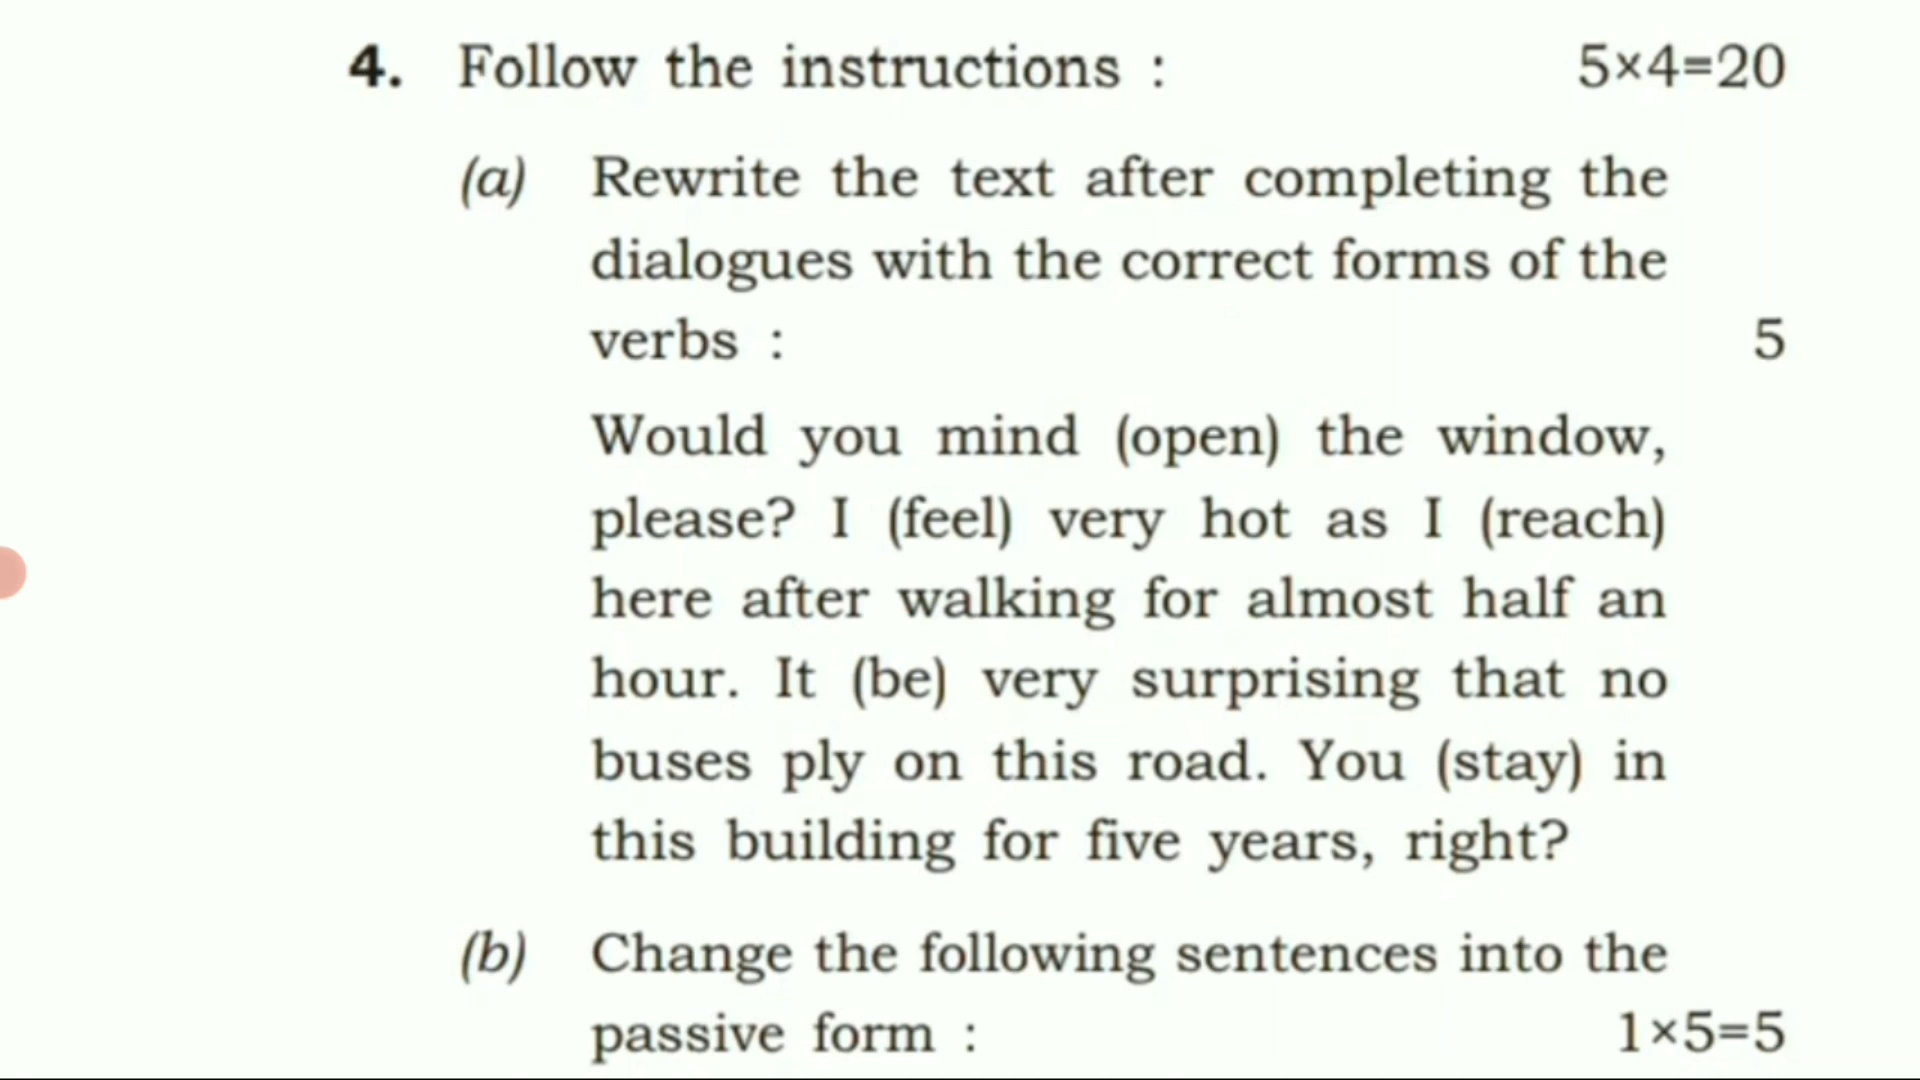 4. Follow the instructions : 5×4=20
(a) Rewrite the text after completing the
dialogues with the correct forms of the
verbs : 5
Would you mind (open) the window,
please? I (feel) very hot as I (reach)
here after walking for almost half an
hour. It (be) very surprising that no
buses ply on this road. You (stay) in
this building for five years, right?
(b) Change the following sentences into the
passive form : 1×5=5